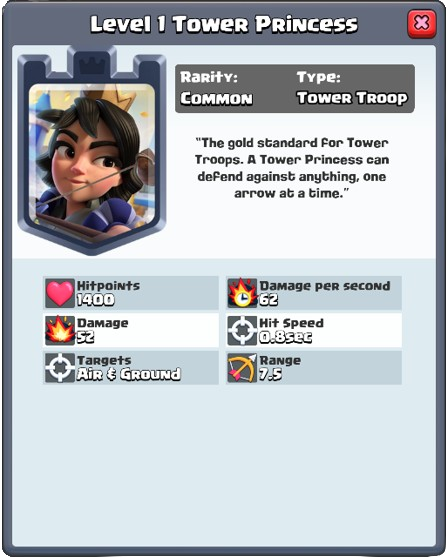 Level 1 Tower Princess
Rarity: Type:
Common Tower Troop
"The gold standard for Tower
Troops. A Tower Princess can
defend against anything, one
arrow at a time."
Hitpoints Damage per second
1400 62
Damage Hit Speed
52 0.8sec
Targets Range
Air & Ground 7.5